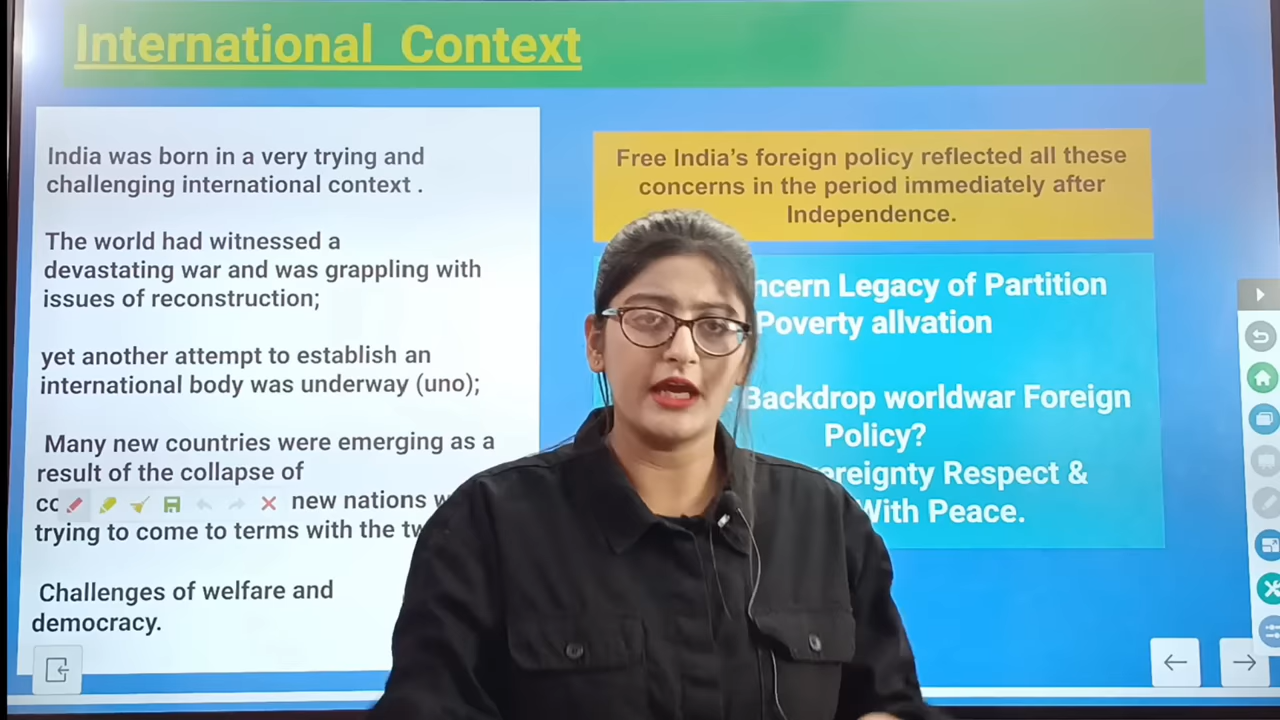 International Context
India was born in a very trying and
challenging international context .
The world had witnessed a
devastating war and was grappling with
issues of reconstruction;
yet another attempt to establish an
international body was underway (uno);
Many new countries were emerging as a
result of the collapse of
new nations
trying to come to terms with the
Challenges of welfare and
democracy.
Free India's foreign policy reflected all these
concerns in the period immediately after
Independence.
Legacy of Partition
Poverty allvation
Backdrop worldwar Foreign
Policy?
Respect &
With Peace.